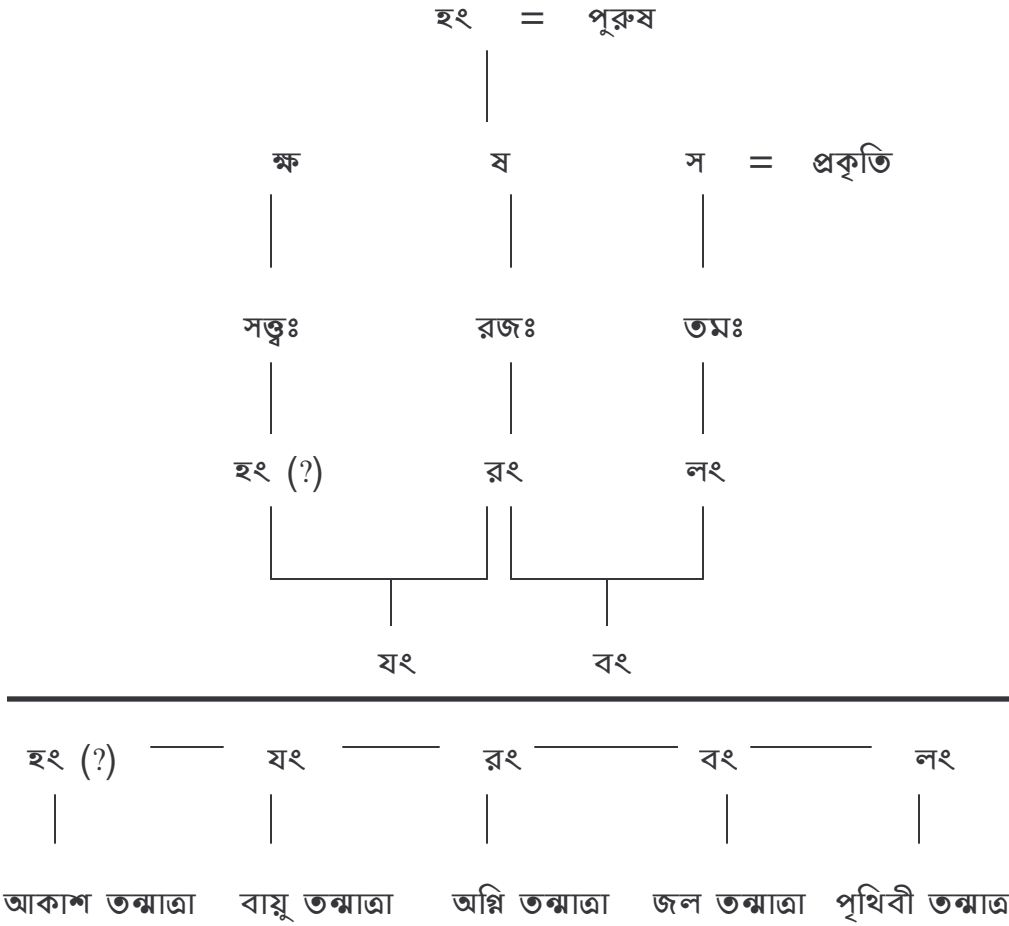 হং = পুরুষ
ক্ষ ষ স = প্রকৃতি
সত্ত্বঃ রজঃ তমঃ
হং (?) রং লং
যং বং
হং (?) যং রং বং লং
আকাশ তন্মাত্রা বায়ু তন্মাত্রা অগ্নি তন্মাত্রা জল তন্মাত্রা পৃথিবী তন্মাত্র